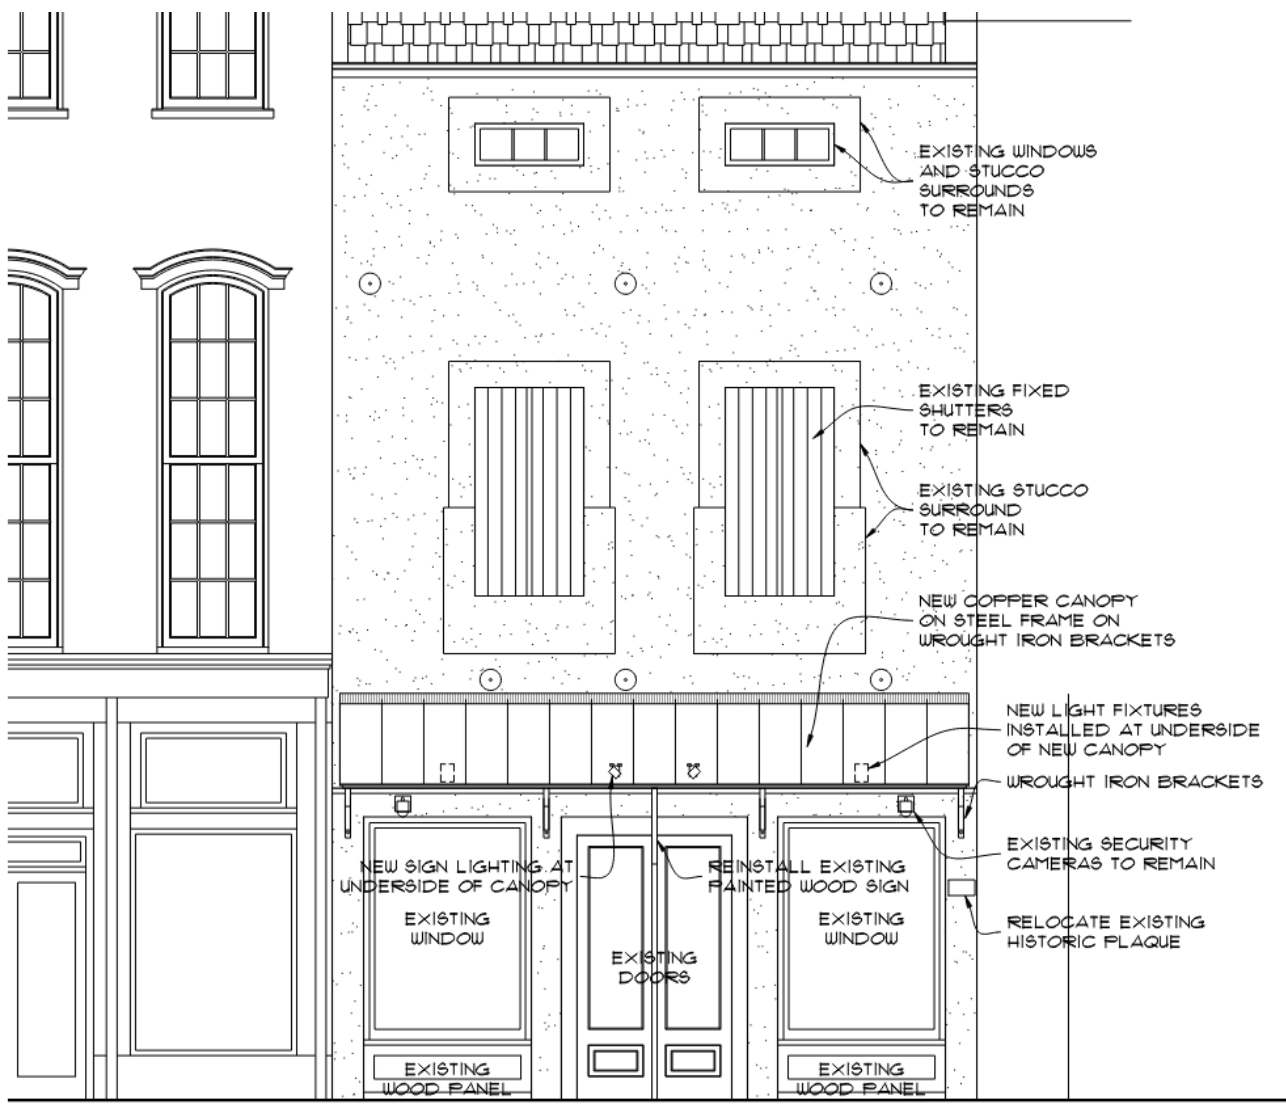 EXISTING WINDOWS
AND STUCCO
SURROUNDS
TO REMAIN
EXISTING FIXED
SHUTTERS
TO REMAIN
EXISTING STUCCO
SURROUND
TO REMAIN
NEW COPPER CANOPY
ON STEEL FRAME ON
WROUGHT IRON BRACKETS
NEW LIGHT FIXTURES
INSTALLED AT UNDERSIDE
OF NEW CANOPY
WROUGHT IRON BRACKETS
EXISTING SECURITY
CAMERAS TO REMAIN
NEW SIGN LIGHTING AT
UNDERSIDE OF CANOPY
REINSTALL EXISTING
PAINTED WOOD SIGN
EXISTING
WINDOW
EXISTING
WINDOW
RELOCATE EXISTING
HISTORIC PLAQUE
EXISTING
DOORS
EXISTING
WOOD PANEL
EXISTING
WOOD PANEL